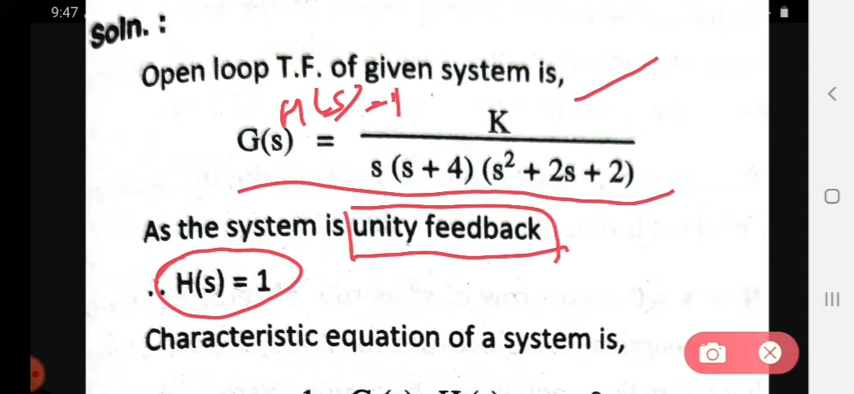 9:47
Soln. :
Open loop T.F. of given system is,
H(s)=1
G(s) = K / s (s + 4) (s² + 2s + 2)
As the system is unity feedback
∴ H(s) = 1
Characteristic equation of a system is,